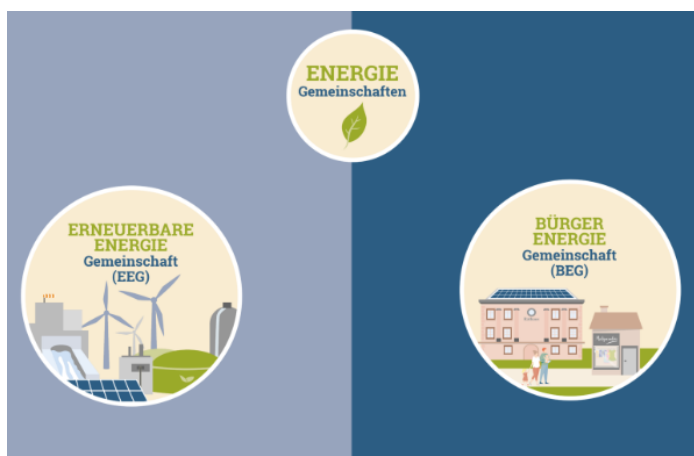 ENERGIE
Gemeinschaften
ERNEUERBARE
ENERGIE
Gemeinschaft
(EEG)
BÜRGER
ENERGIE
Gemeinschaft
(BEG)